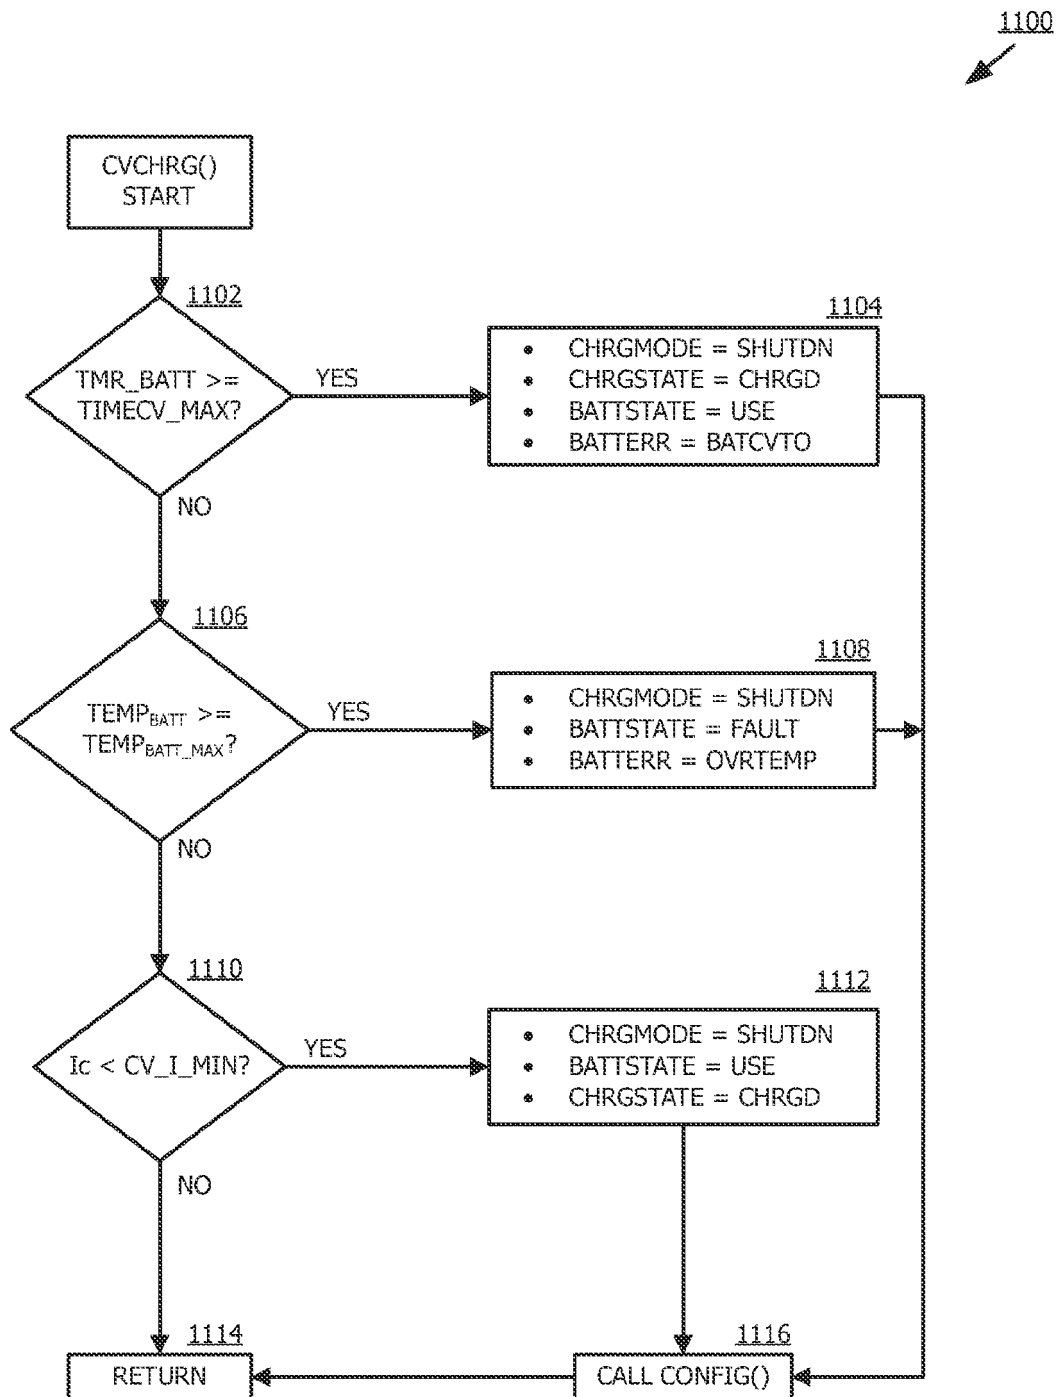 1100
CVCHRG()
START
1102
TMR_BATT >=
TIMECV_MAX?
YES
NO
1104
• CHRGMODE = SHUTDN
• CHRGSTATE = CHRGD
• BATTSTATE = USE
• BATTERR = BATCVTO
1106
TEMPBATT >=
TEMPBATT_MAX?
YES
NO
1108
• CHRGMODE = SHUTDN
• BATTSTATE = FAULT
• BATTERR = OVRTEMP
1110
Ic < CV_I_MIN?
YES
NO
1112
• CHRGMODE = SHUTDN
• BATTSTATE = USE
• CHRGSTATE = CHRGD
1114
RETURN
1116
CALL CONFIG()